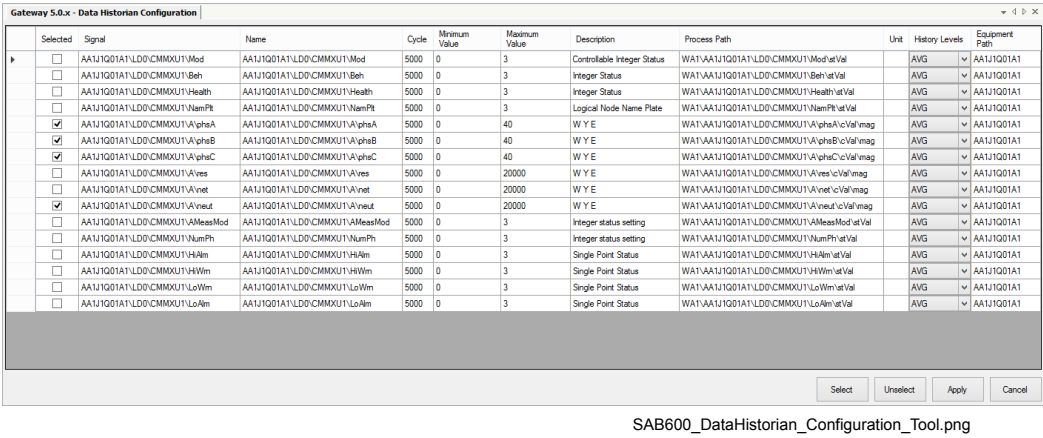 Gateway 5.0.x - Data Historian Configuration
Selected Signal Name Cycle Minimum Value Maximum Value Description Process Path Unit History Levels Equipment Path
AA1J1Q01A1\LD0\CMMXU1\Mod AA1J1Q01A1\LD0\CMMXU1\Mod 5000 0 3 Controllable Integer Status WA1\AA1J1Q01A1\LD0\CMMXU1\Mod\stVal AVG AA1J1Q01A1
AA1J1Q01A1\LD0\CMMXU1\Beh AA1J1Q01A1\LD0\CMMXU1\Beh 5000 0 3 Integer Status WA1\AA1J1Q01A1\LD0\CMMXU1\Beh\stVal AVG AA1J1Q01A1
AA1J1Q01A1\LD0\CMMXU1\Health AA1J1Q01A1\LD0\CMMXU1\Health 5000 0 3 Integer Status WA1\AA1J1Q01A1\LD0\CMMXU1\Health\stVal AVG AA1J1Q01A1
AA1J1Q01A1\LD0\CMMXU1\NamPlt AA1J1Q01A1\LD0\CMMXU1\NamPlt 5000 0 3 Logical Node Name Plate WA1\AA1J1Q01A1\LD0\CMMXU1\NamPlt\stVal AVG AA1J1Q01A1
AA1J1Q01A1\LD0\CMMXU1\A\phsA AA1J1Q01A1\LD0\CMMXU1\A\phsA 5000 0 40 W Y E WA1\AA1J1Q01A1\LD0\CMMXU1\A\phsA\cVal\mag AVG AA1J1Q01A1
AA1J1Q01A1\LD0\CMMXU1\A\phsB AA1J1Q01A1\LD0\CMMXU1\A\phsB 5000 0 40 W Y E WA1\AA1J1Q01A1\LD0\CMMXU1\A\phsB\cVal\mag AVG AA1J1Q01A1
AA1J1Q01A1\LD0\CMMXU1\A\phsC AA1J1Q01A1\LD0\CMMXU1\A\phsC 5000 0 40 W Y E WA1\AA1J1Q01A1\LD0\CMMXU1\A\phsC\cVal\mag AVG AA1J1Q01A1
AA1J1Q01A1\LD0\CMMXU1\A\res AA1J1Q01A1\LD0\CMMXU1\A\res 5000 0 20000 W Y E WA1\AA1J1Q01A1\LD0\CMMXU1\A\res\cVal\mag AVG AA1J1Q01A1
AA1J1Q01A1\LD0\CMMXU1\A\net AA1J1Q01A1\LD0\CMMXU1\A\net 5000 0 20000 W Y E WA1\AA1J1Q01A1\LD0\CMMXU1\A\net\cVal\mag AVG AA1J1Q01A1
AA1J1Q01A1\LD0\CMMXU1\A\neut AA1J1Q01A1\LD0\CMMXU1\A\neut 5000 0 20000 W Y E WA1\AA1J1Q01A1\LD0\CMMXU1\A\neut\cVal\mag AVG AA1J1Q01A1
AA1J1Q01A1\LD0\CMMXU1\AMeasMod AA1J1Q01A1\LD0\CMMXU1\AMeasMod 5000 0 3 Integer status setting WA1\AA1J1Q01A1\LD0\CMMXU1\AMeasMod\stVal AVG AA1J1Q01A1
AA1J1Q01A1\LD0\CMMXU1\NumPh AA1J1Q01A1\LD0\CMMXU1\NumPh 5000 0 3 Integer status setting WA1\AA1J1Q01A1\LD0\CMMXU1\NumPh\stVal AVG AA1J1Q01A1
AA1J1Q01A1\LD0\CMMXU1\HiAlm AA1J1Q01A1\LD0\CMMXU1\HiAlm 5000 0 3 Single Point Status WA1\AA1J1Q01A1\LD0\CMMXU1\HiAlm\stVal AVG AA1J1Q01A1
AA1J1Q01A1\LD0\CMMXU1\HiWrn AA1J1Q01A1\LD0\CMMXU1\HiWrn 5000 0 3 Single Point Status WA1\AA1J1Q01A1\LD0\CMMXU1\HiWrn\stVal AVG AA1J1Q01A1
AA1J1Q01A1\LD0\CMMXU1\LoWrn AA1J1Q01A1\LD0\CMMXU1\LoWrn 5000 0 3 Single Point Status WA1\AA1J1Q01A1\LD0\CMMXU1\LoWrn\stVal AVG AA1J1Q01A1
AA1J1Q01A1\LD0\CMMXU1\LoAlm AA1J1Q01A1\LD0\CMMXU1\LoAlm 5000 0 3 Single Point Status WA1\AA1J1Q01A1\LD0\CMMXU1\LoAlm\stVal AVG AA1J1Q01A1
Select Unselect Apply Cancel
SAB600_DataHistorian_Configuration_Tool.png